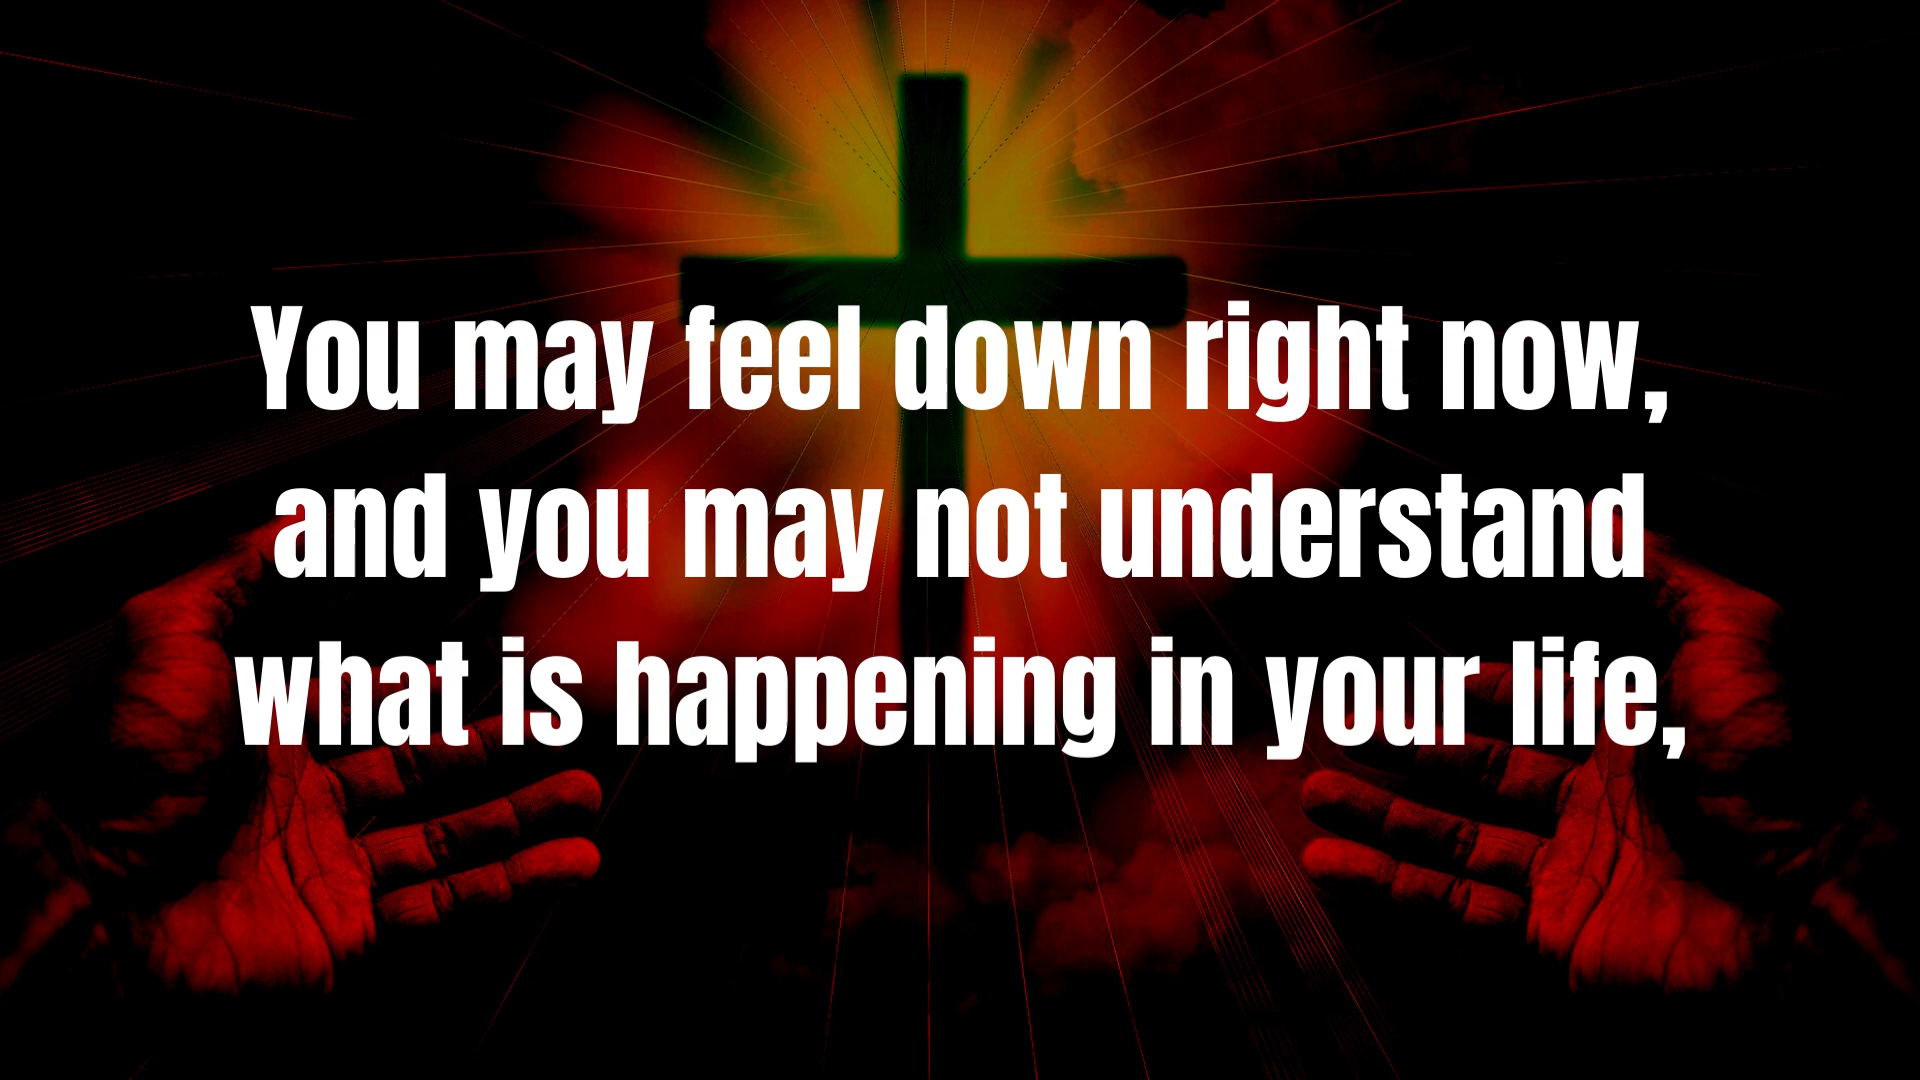 You may feel down right now,
and you may not understand
what is happening in your life,